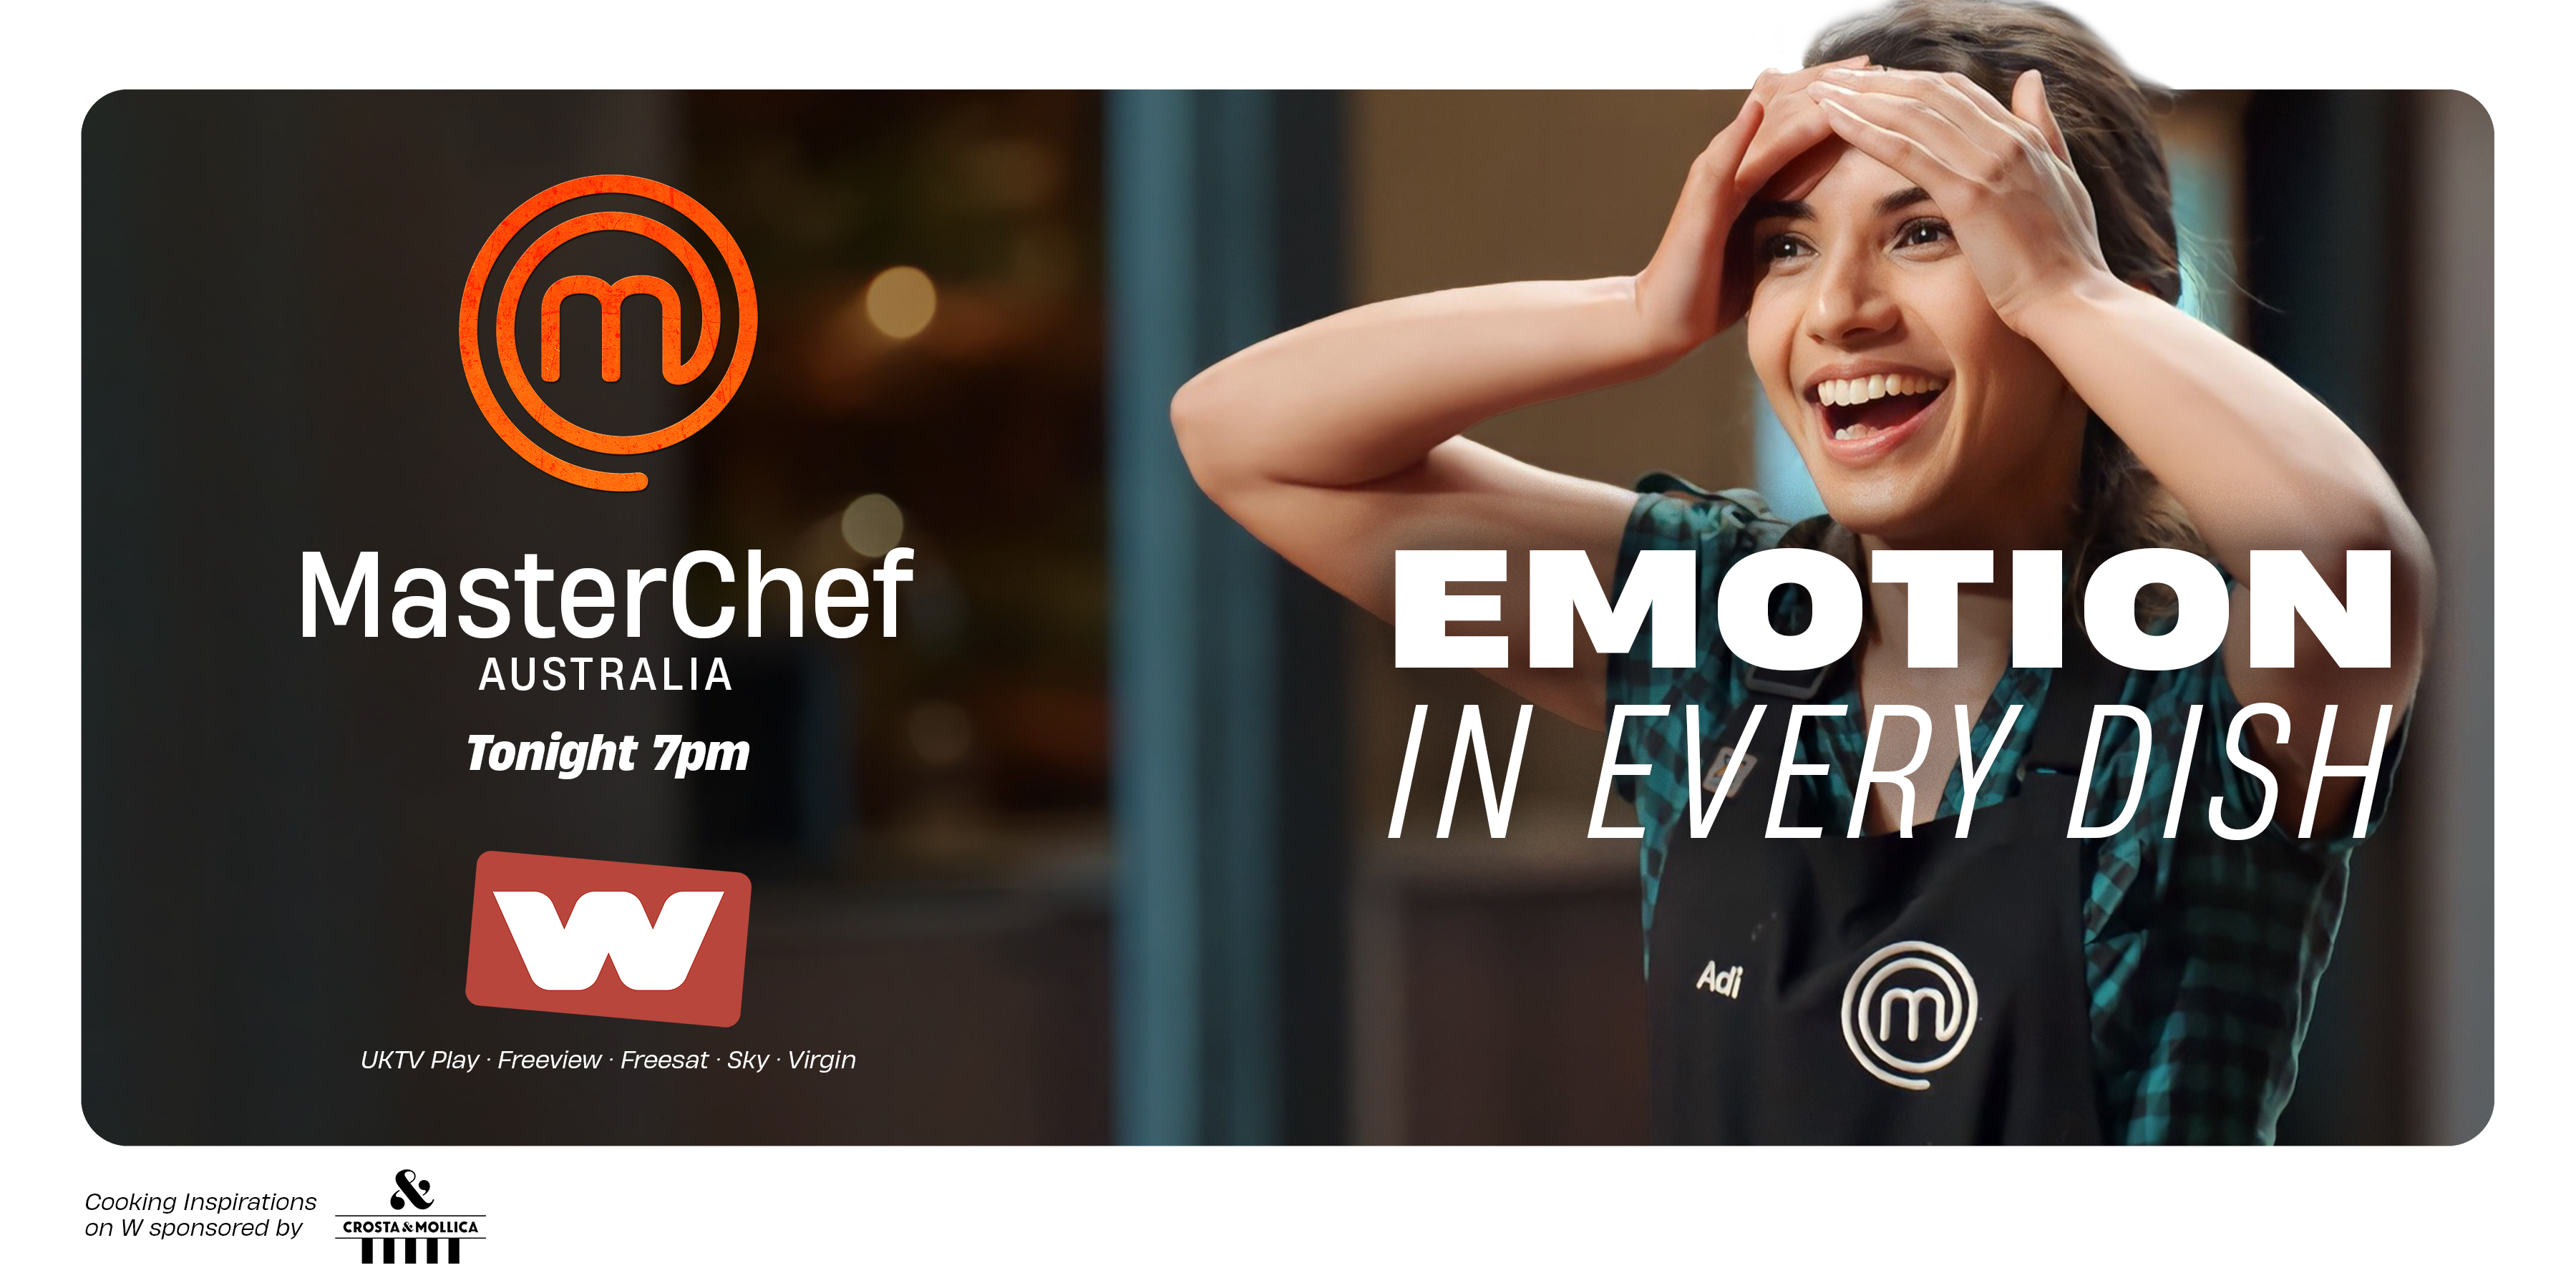 m
MasterChef
AUSTRALIA
Tonight 7pm
W
UKTV Play · Freeview · Freesat · Sky · Virgin
EMOTION
IN EVERY DISH
Adi
m
Cooking Inspirations
on W sponsored by
&
CROSTA&MOLLICA